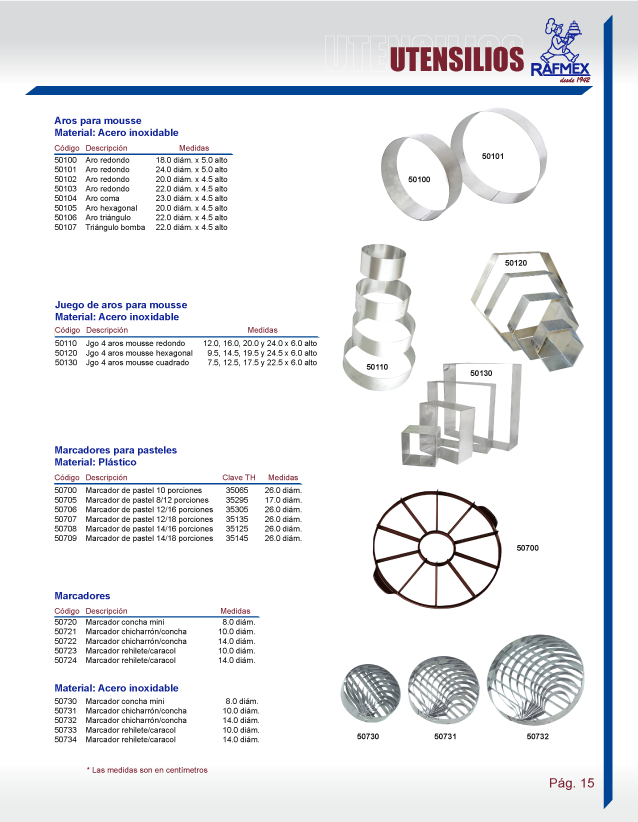 UTENSILIOS
UTENSILIOS
RAFMEX
desde 1942
Aros para mousse
Material: Acero inoxidable
Código Descripción Medidas
50100 Aro redondo 18.0 diám. x 5.0 alto
50101 Aro redondo 24.0 diám. x 5.0 alto
50102 Aro redondo 20.0 diám. x 4.5 alto
50103 Aro redondo 22.0 diám. x 4.5 alto
50104 Aro coma 23.0 diám. x 4.5 alto
50105 Aro hexagonal 20.0 diám. x 4.5 alto
50106 Aro triángulo 22.0 diám. x 4.5 alto
50107 Triángulo bomba 22.0 diám. x 4.5 alto
50100
50101
Juego de aros para mousse
Material: Acero inoxidable
Código Descripción Medidas
50110 Jgo 4 aros mousse redondo 12.0, 16.0, 20.0 y 24.0 x 6.0 alto
50120 Jgo 4 aros mousse hexagonal 9.5, 14.5, 19.5 y 24.5 x 6.0 alto
50130 Jgo 4 aros mousse cuadrado 7.5, 12.5, 17.5 y 22.5 x 6.0 alto
50120
50110
50130
Marcadores para pasteles
Material: Plástico
Código Descripción Clave TH Medidas
50700 Marcador de pastel 10 porciones 35065 26.0 diám.
50705 Marcador de pastel 8/12 porciones 35295 17.0 diám.
50706 Marcador de pastel 12/16 porciones 35305 26.0 diám.
50707 Marcador de pastel 12/18 porciones 35135 26.0 diám.
50708 Marcador de pastel 14/16 porciones 35125 26.0 diám.
50709 Marcador de pastel 14/18 porciones 35145 26.0 diám.
50700
Marcadores
Código Descripción Medidas
50720 Marcador concha mini 8.0 diám.
50721 Marcador chicharrón/concha 10.0 diám.
50722 Marcador chicharrón/concha 14.0 diám.
50723 Marcador rehilete/caracol 10.0 diám.
50724 Marcador rehilete/caracol 14.0 diám.
Material: Acero inoxidable
50730 Marcador concha mini 8.0 diám.
50731 Marcador chicharrón/concha 10.0 diám.
50732 Marcador chicharrón/concha 14.0 diám.
50733 Marcador rehilete/caracol 10.0 diám.
50734 Marcador rehilete/caracol 14.0 diám.
50730 50731 50732
* Las medidas son en centímetros
Pág. 15